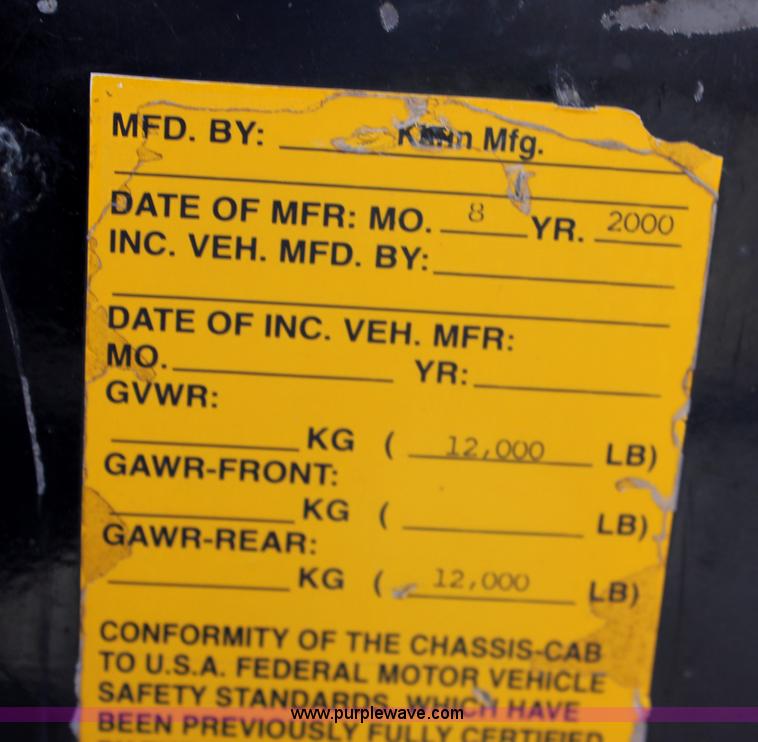 MFD. BY: Mfg.
DATE OF MFR: MO. 8 YR. 2000
INC. VEH. MFD. BY:
DATE OF INC. VEH. MFR:
MO. YR:
GVWR:
KG ( 12,000 LB)
GAWR-FRONT:
KG ( LB)
GAWR-REAR:
KG ( 12,000 LB)
CONFORMITY OF THE CHASSIS-CAB
TO U.S.A. FEDERAL MOTOR VEHICLE
SAFETY STANDARDS, WHICH HAVE
www.purplewave.com
BEEN PREVIOUSLY FULLY CERTIFIED